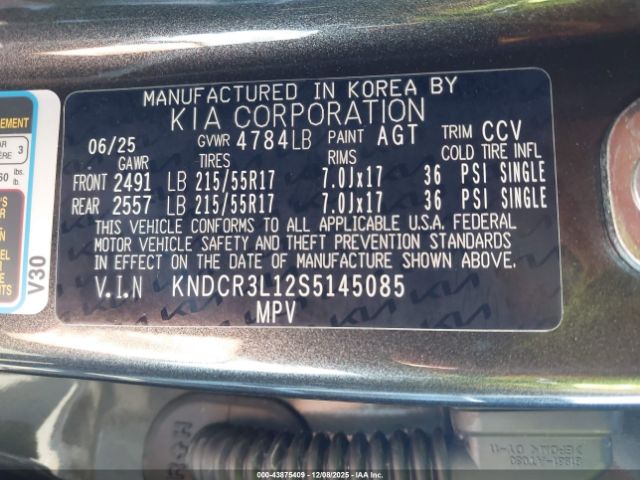 MANUFACTURED IN KOREA BY
KIA CORPORATION
06/25 GVWR 4784LB PAINT AGT TRIM CCV
GAWR TIRES RIMS COLD TIRE INFL
FRONT 2491 LB 215/55R17 7.0Jx17 36 PSI SINGLE
REAR 2557 LB 215/55R17 7.0Jx17 36 PSI SINGLE
THIS VEHICLE CONFORMS TO ALL APPLICABLE U.S.A. FEDERAL
MOTOR VEHICLE SAFETY AND THEFT PREVENTION STANDARDS
IN EFFECT ON THE DATE OF MANUFACTURE SHOWN ABOVE.
V.I.N KNDCR3L12S5145085
MPV
V30
00-43875409 - 12/08/2025 - IAAI